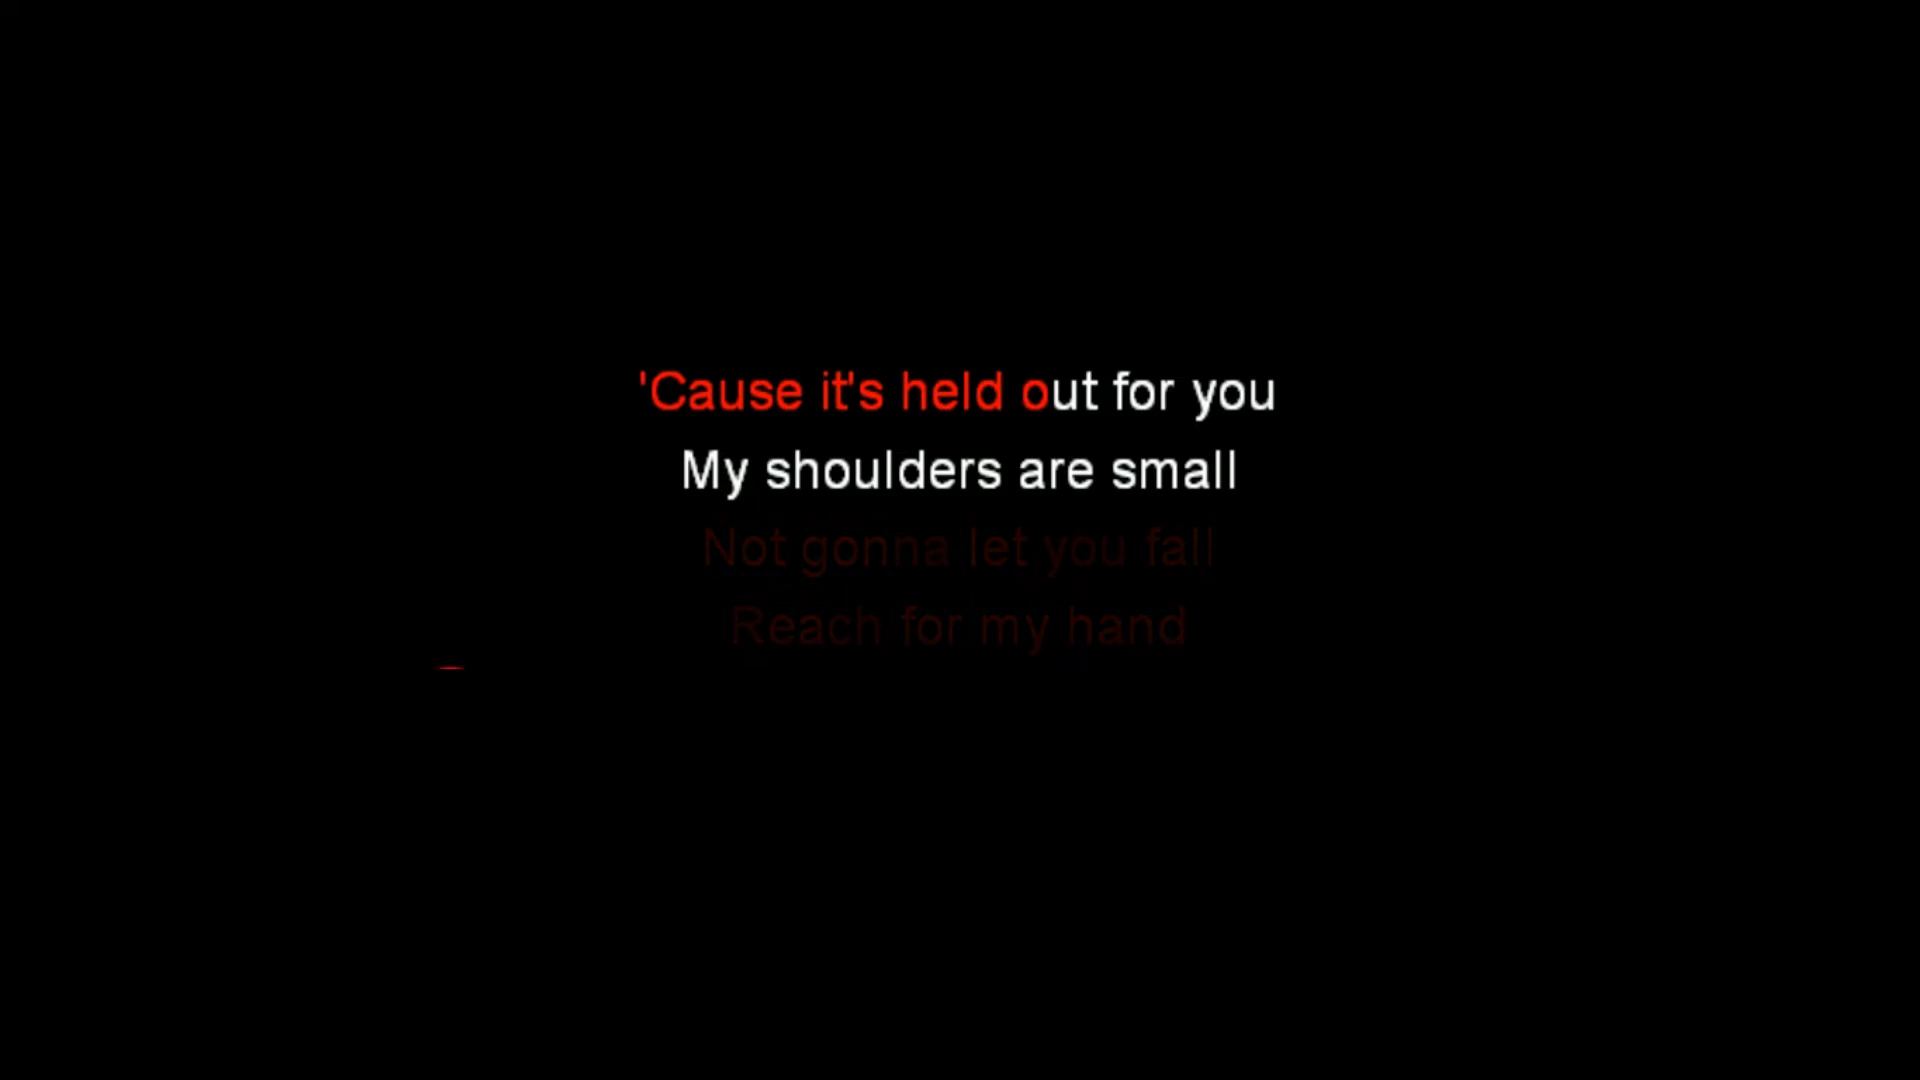 'Cause it's held out for you
My shoulders are small
Not gonna let you fall
Reach for my hand